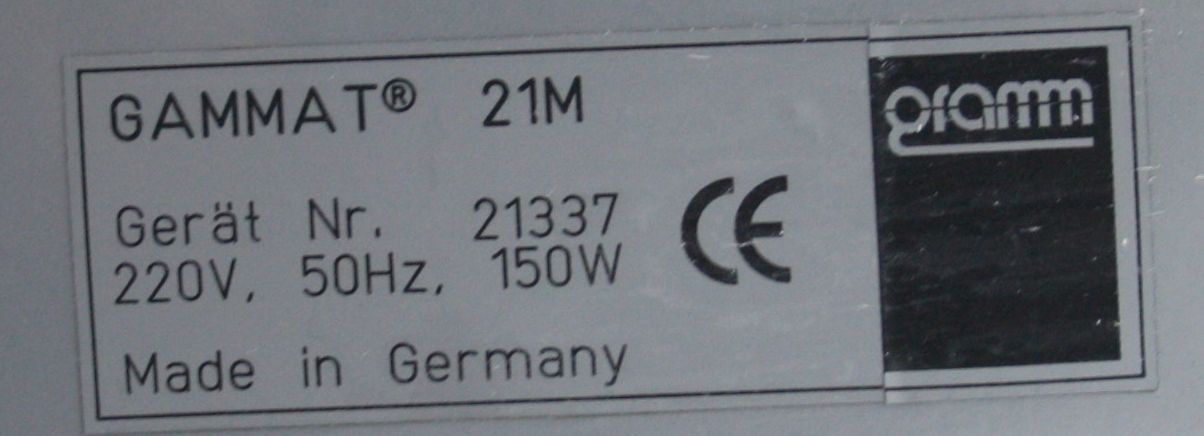 GAMMAT® 21M
gramm
Gerät Nr. 21337
220V, 50Hz, 150W
CE
Made in Germany